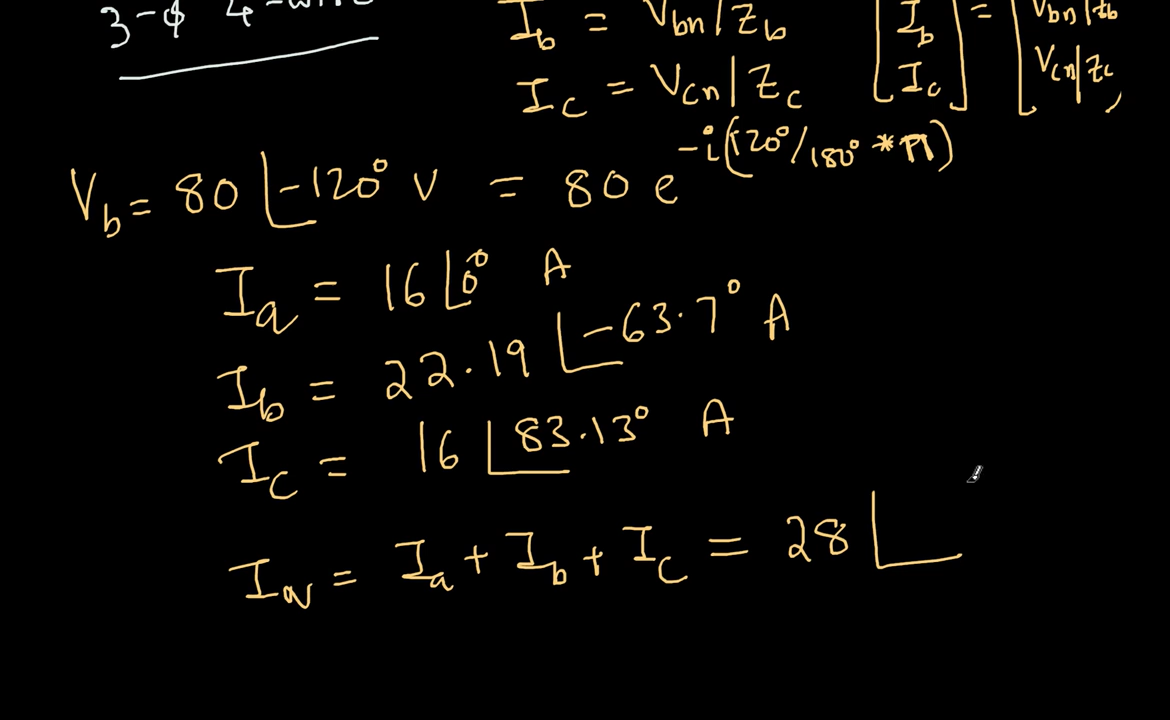 3-φ 4-wire
I_b = V_bn / Z_b [I_b] = [V_bn / Z_b]
I_c = V_cn / Z_c [I_c] [V_cn / Z_c]
V_b = 80 ∠-120° V = 80 e^{-i(120°/180° * PI)}
I_a = 16 ∠0° A
I_b = 22.19 ∠-63.7° A
I_c = 16 ∠83.13° A
I_N = I_a + I_b + I_c = 28 ∠